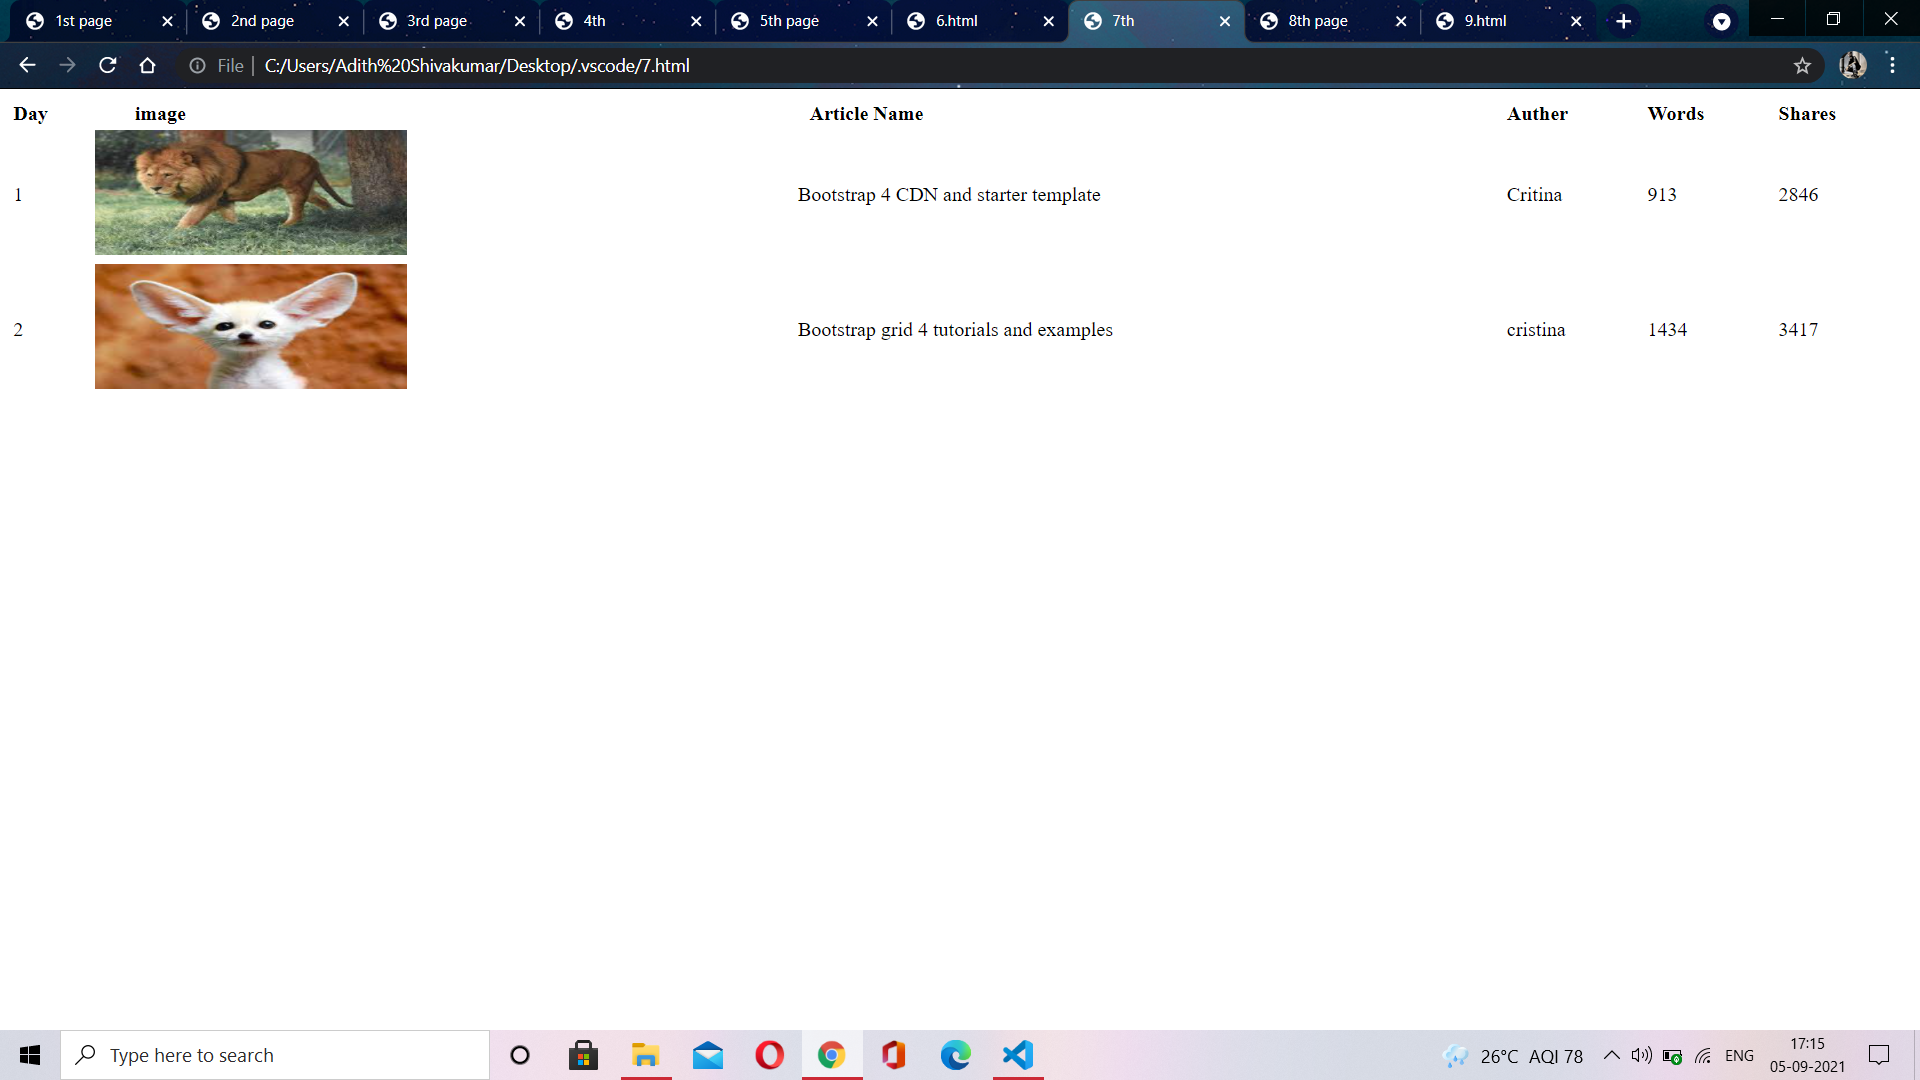 1st page 2nd page 3rd page 4th 5th page 6.html 7th 8th page 9.html
File C:/Users/Adith%20Shivakumar/Desktop/.vscode/7.html
Day image Article Name Auther Words Shares
1 Bootstrap 4 CDN and starter template Critina 913 2846
2 Bootstrap grid 4 tutorials and examples cristina 1434 3417
Type here to search 26°C AQI 78 ENG 17:15
05-09-2021